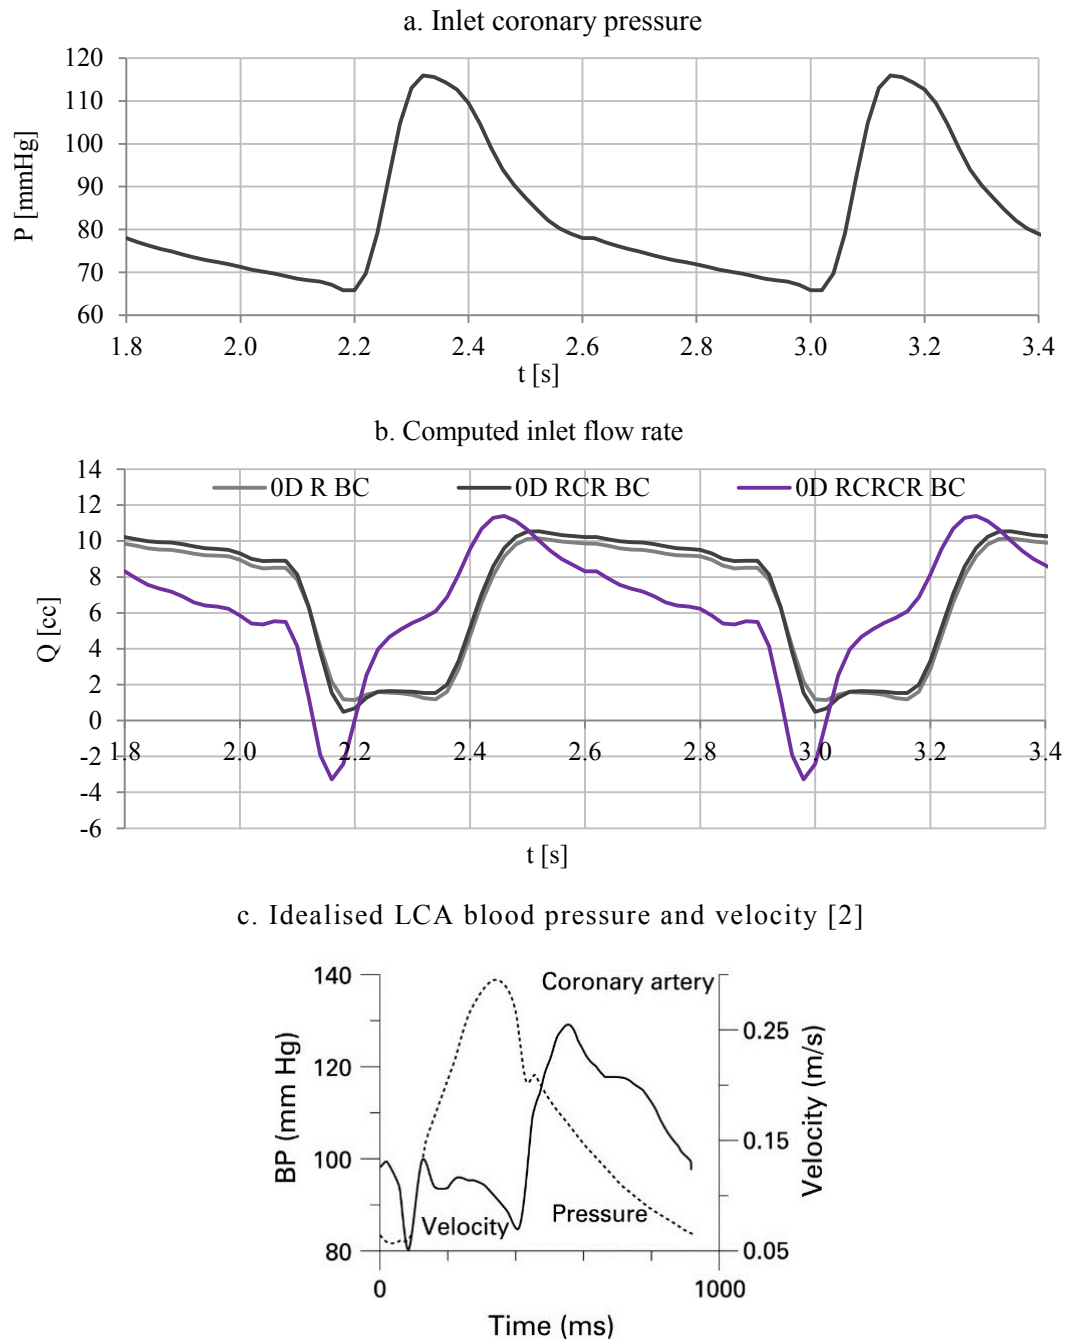 a. Inlet coronary pressure
120
110
100
90
80
70
60
P [mmHg]
1.8 2.0 2.2 2.4 2.6 2.8 3.0 3.2 3.4
t [s]
b. Computed inlet flow rate
14
12
10
8
6
4
2
0
-2
-4
-6
Q [cc]
0D R BC 0D RCR BC 0D RCRCR BC
1.8 2.0 2.2 2.4 2.6 2.8 3.0 3.2 3.4
t [s]
c. Idealised LCA blood pressure and velocity [2]
140
120
100
80
BP (mm Hg)
Coronary artery
0.25
0.15
0.05
Velocity (m/s)
Velocity
Pressure
0 1000
Time (ms)